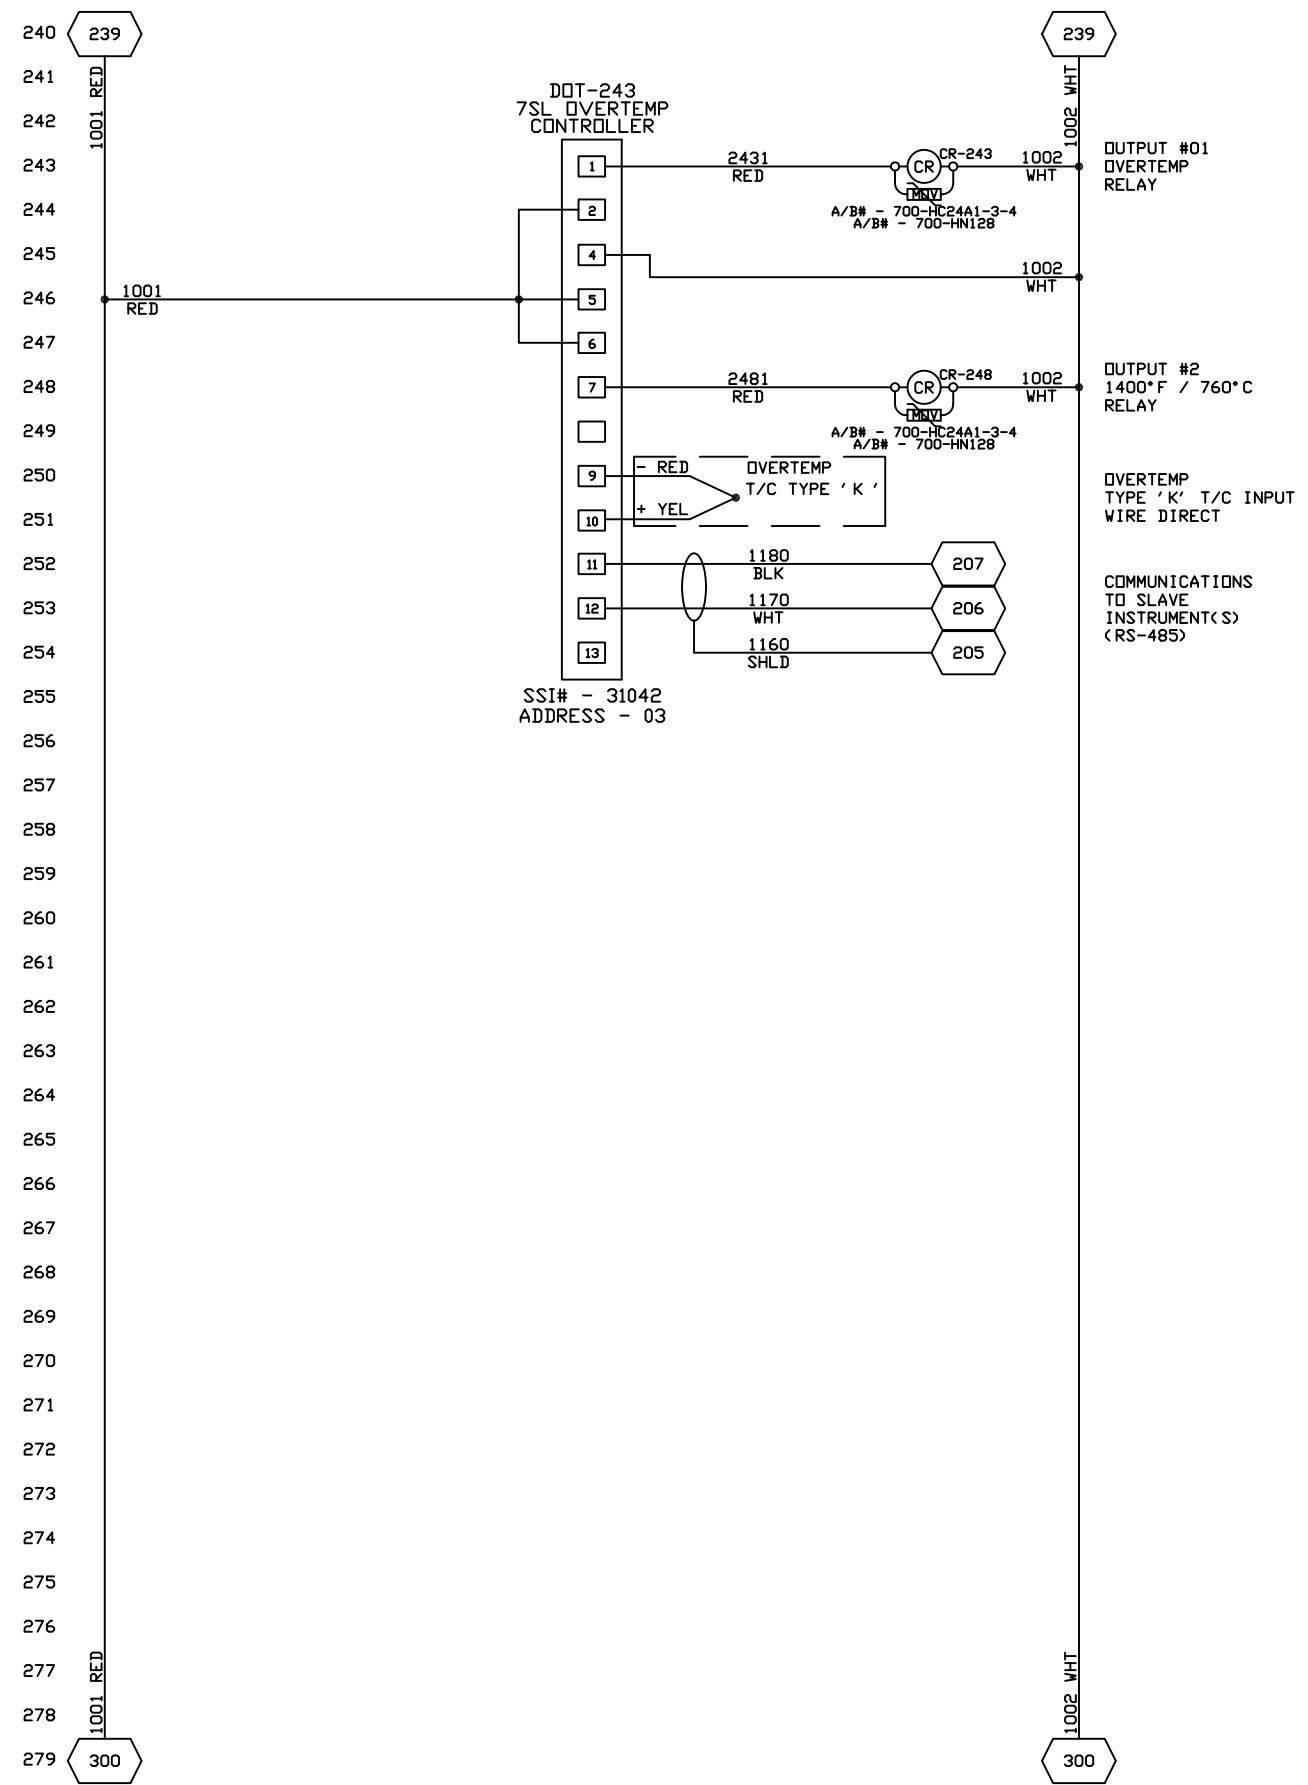 240 239 239
241
1001 RED
1002 WHT
242
DOT-243
7SL OVERTEMP
CONTROLLER
243 1 2431 RED CR CR-243 1002 WHT
MOV
A/B# - 700-HC24A1-3-4
A/B# - 700-HN128
OUTPUT #01
OVERTEMP
RELAY
244 2
245 4 1002 WHT
246 1001 RED 5
247 6
248 7 2481 RED CR CR-248 1002 WHT
MOV
A/B# - 700-HC24A1-3-4
A/B# - 700-HN128
OUTPUT #2
1400°F / 760°C
RELAY
249
250 9 - RED OVERTEMP
T/C TYPE 'K '
251 10 + YEL
OVERTEMP
TYPE 'K' T/C INPUT
WIRE DIRECT
252 11 1180 BLK 207
253 12 1170 WHT 206
254 13 1160 SHLD 205
COMMUNICATIONS
TO SLAVE
INSTRUMENT(S)
(RS-485)
255
SSI# - 31042
ADDRESS - 03
256
257
258
259
260
261
262
263
264
265
266
267
268
269
270
271
272
273
274
275
276
277
1001 RED
1002 WHT
278
279 300 300